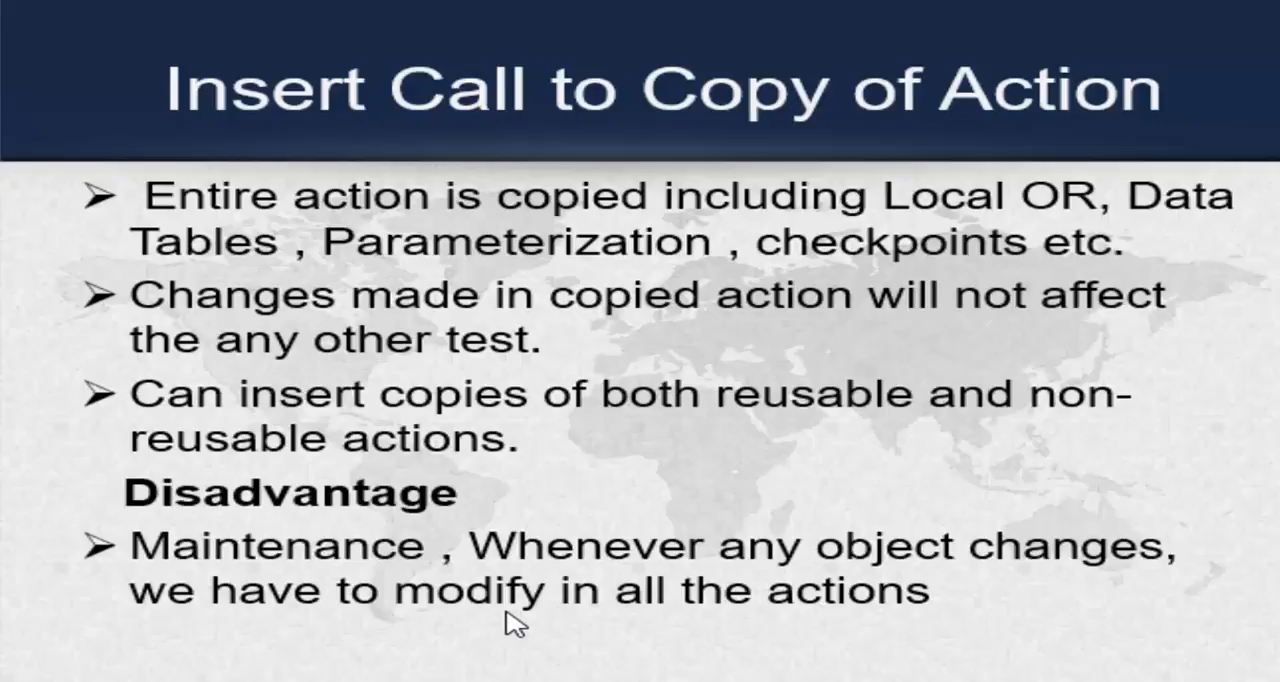 Insert Call to Copy of Action
➢ Entire action is copied including Local OR, Data
Tables , Parameterization , checkpoints etc.
➢ Changes made in copied action will not affect
the any other test.
➢ Can insert copies of both reusable and non-
reusable actions.
Disadvantage
➢ Maintenance , Whenever any object changes,
we have to modify in all the actions